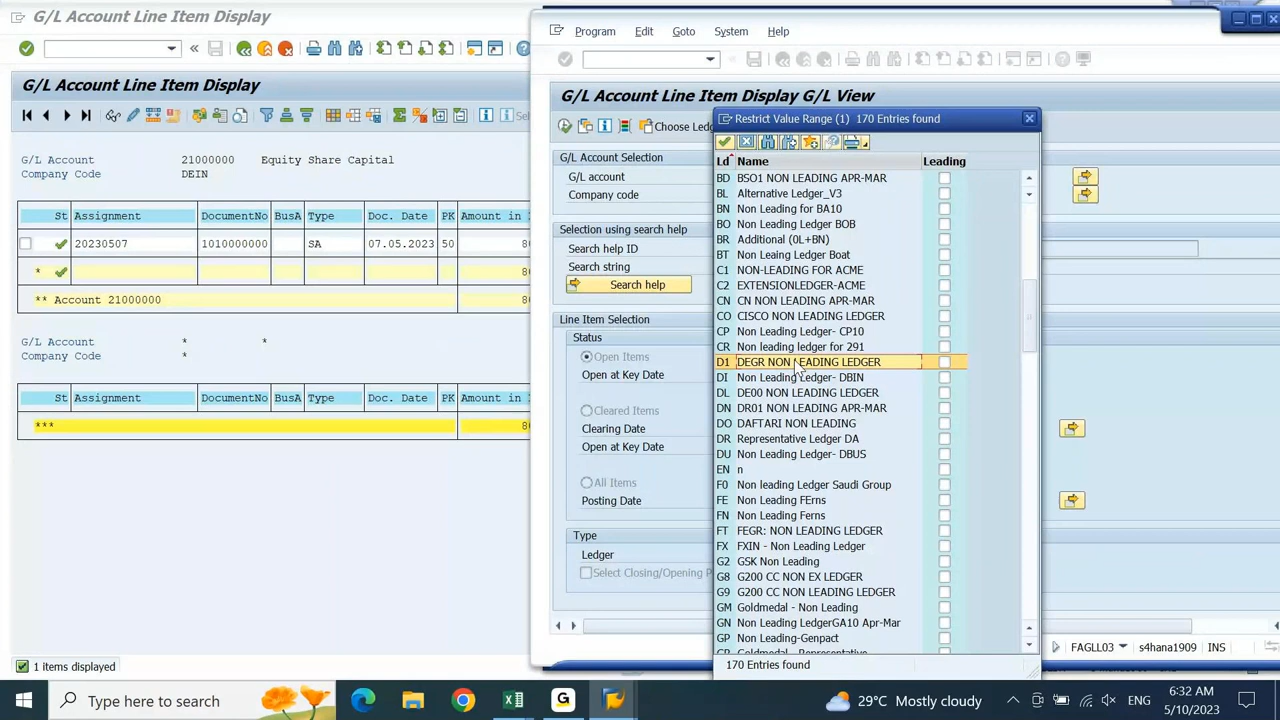 G/L Account Line Item Display
G/L Account Line Item Display
G/L Account 21000000 Equity Share Capital
Company Code DEIN
St Assignment DocumentNo BusA Type Doc. Date PK Amount in
20230507 1010000000 SA 07.05.2023 50
*
** Account 21000000
G/L Account * *
Company Code *
St Assignment DocumentNo BusA Type Doc. Date PK Amount in
***
1 items displayed
Program Edit Goto System Help
G/L Account Line Item Display G/L View
Choose Led
G/L Account Selection
G/L account
Company code
Selection using search help
Search help ID
Search string
Search help
Line Item Selection
Status
Open Items
Open at Key Date
Cleared Items
Clearing Date
Open at Key Date
All Items
Posting Date
Type
Ledger
Select Closing/Opening P
Restrict Value Range (1) 170 Entries found
Ld Name Leading
BD BSO1 NON LEADING APR-MAR
BL Alternative Ledger_V3
BN Non Leading for BA10
BO Non Leading Ledger BOB
BR Additional (0L+BN)
BT Non Leaing Ledger Boat
C1 NON-LEADING FOR ACME
C2 EXTENSIONLEDGER-ACME
CN CN NON LEADING APR-MAR
CO CISCO NON LEADING LEDGER
CP Non Leading Ledger- CP10
CR Non leading ledger for 291
D1 DEGR NON LEADING LEDGER
DI Non Leading Ledger- DBIN
DL DE00 NON LEADING LEDGER
DN DR01 NON LEADING APR-MAR
DO DAFTARI NON LEADING
DR Representative Ledger DA
DU Non Leading Ledger- DBUS
EN n
F0 Non leading Ledger Saudi Group
FE Non Leading FErns
FN Non Leading Ferns
FT FEGR: NON LEADING LEDGER
FX FXIN - Non Leading Ledger
G2 GSK Non Leading
G8 G200 CC NON EX LEDGER
G9 G200 CC NON LEADING LEDGER
GM Goldmedal - Non Leading
GN Non Leading LedgerGA10 Apr-Mar
GP Non Leading-Genpact
GR Goldmedal - Representative
170 Entries found
FAGLL03 s4hana1909 INS
Type here to search
29°C Mostly cloudy
ENG
6:32 AM
5/10/2023